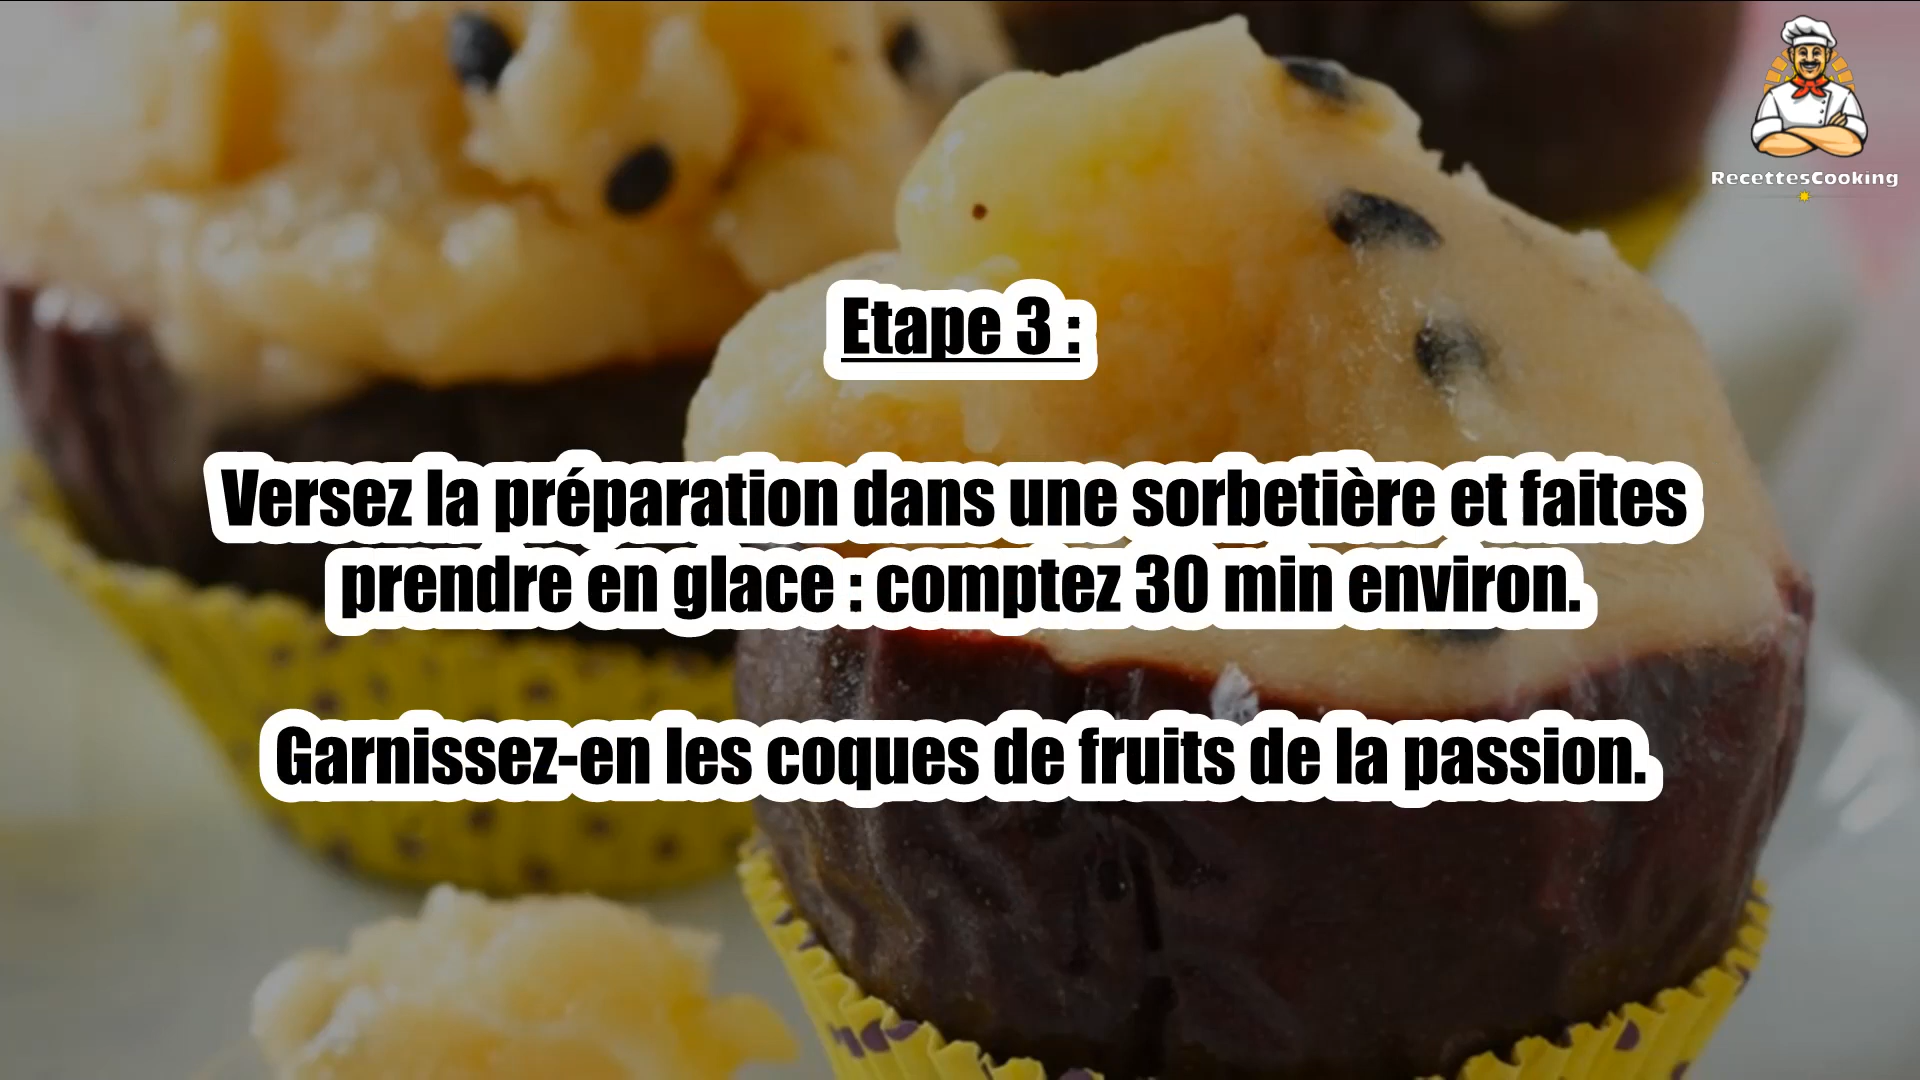 RecettesCooking
Etape 3 :
Versez la préparation dans une sorbetière et faites
prendre en glace : comptez 30 min environ.
Garnissez-en les coques de fruits de la passion.